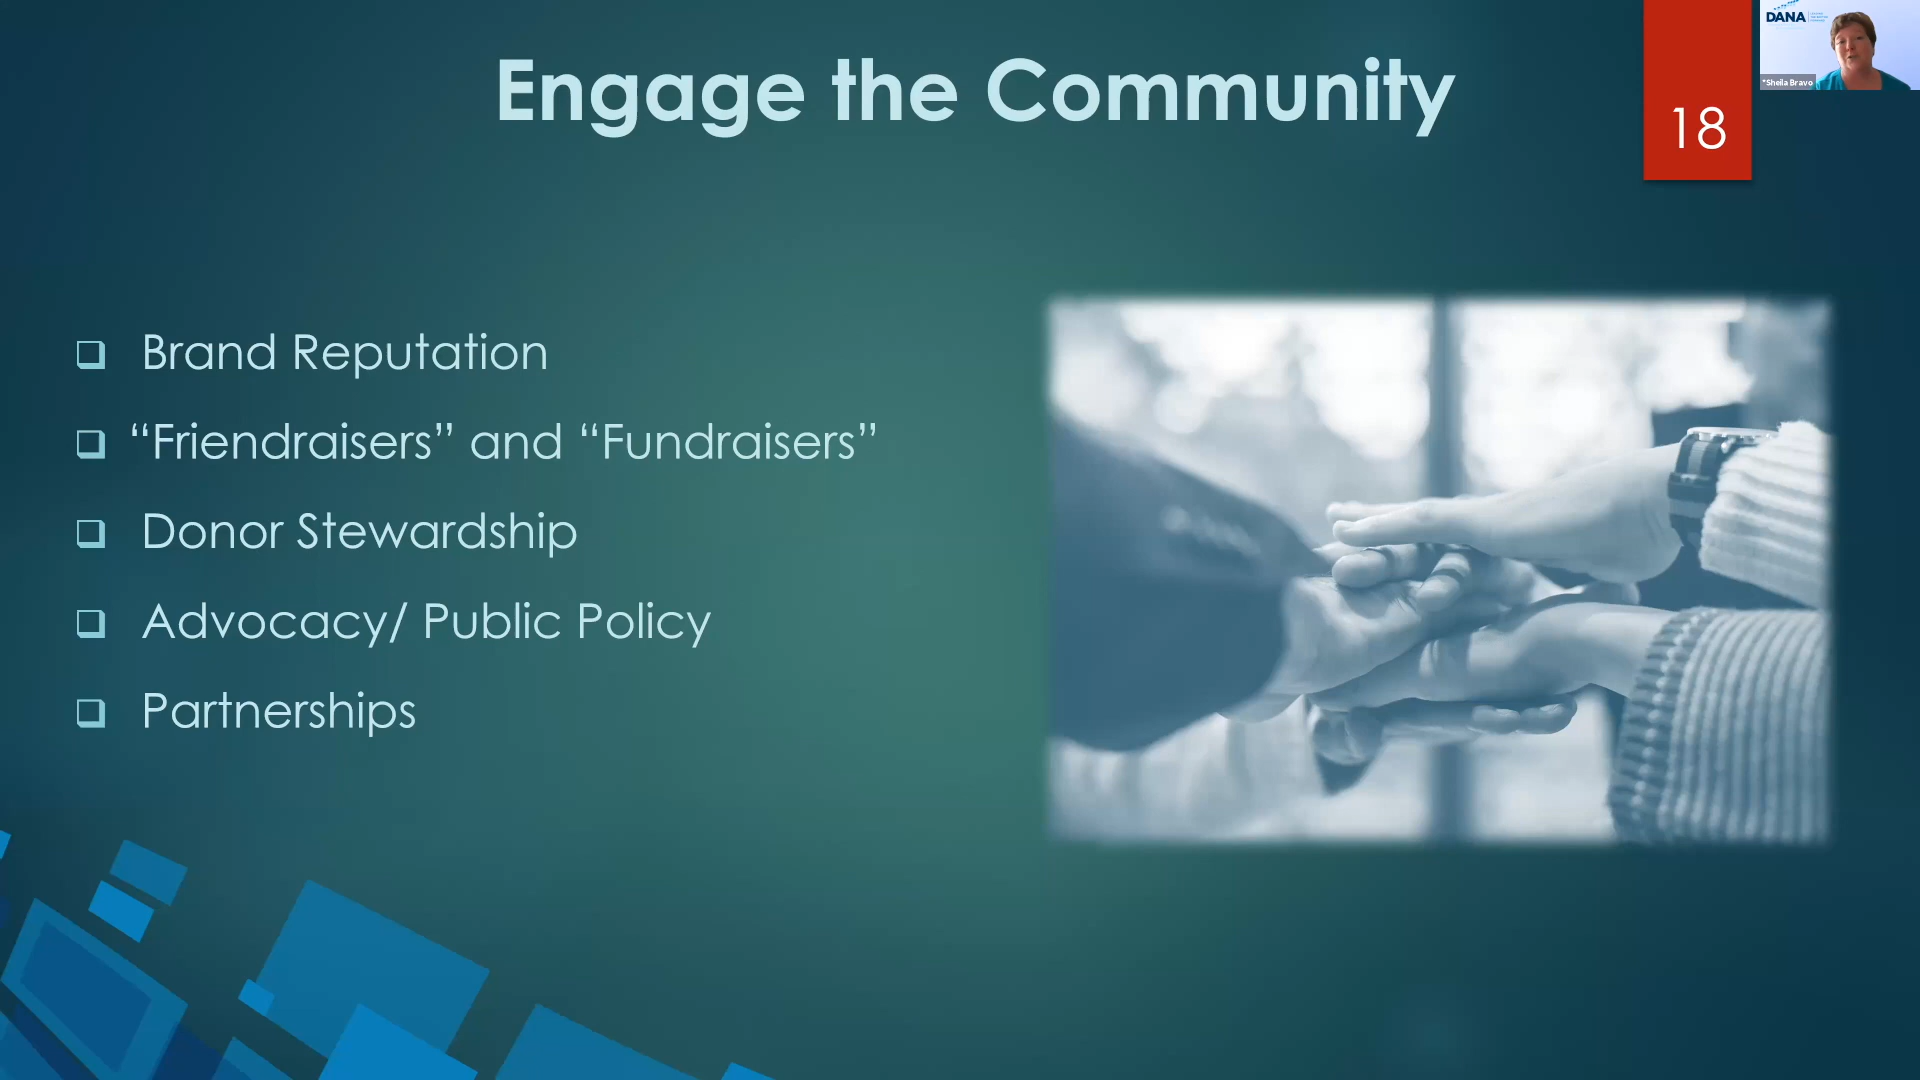 Engage the Community
18
DANA
*Sheila Bravo
Brand Reputation
“Friendraisers” and “Fundraisers”
Donor Stewardship
Advocacy/ Public Policy
Partnerships